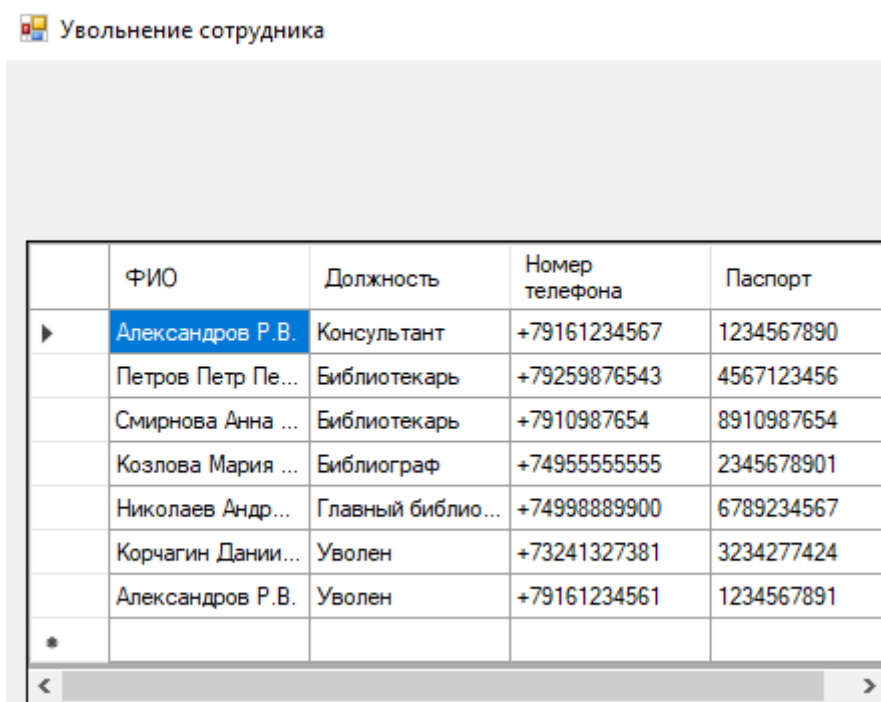 Увольнение сотрудника
ФИО Должность Номер телефона Паспорт
Александров Р.В. Консультант +79161234567 1234567890
Петров Петр Пе... Библиотекарь +79259876543 4567123456
Смирнова Анна ... Библиотекарь +7910987654 8910987654
Козлова Мария ... Библиограф +74955555555 2345678901
Николаев Андр... Главный библио... +74998889900 6789234567
Корчагин Дании... Уволен +73241327381 3234277424
Александров Р.В. Уволен +79161234561 1234567891